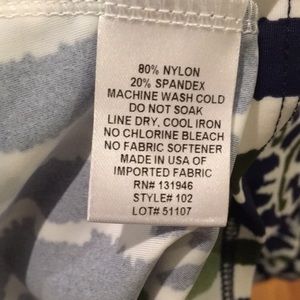 80% NYLON
20% SPANDEX
MACHINE WASH COLD
DO NOT SOAK
LINE DRY, COOL IRON
NO CHLORINE BLEACH
NO FABRIC SOFTENER
MADE IN USA OF
IMPORTED FABRIC
RN# 131946
STYLE# 102
LOT# 51107